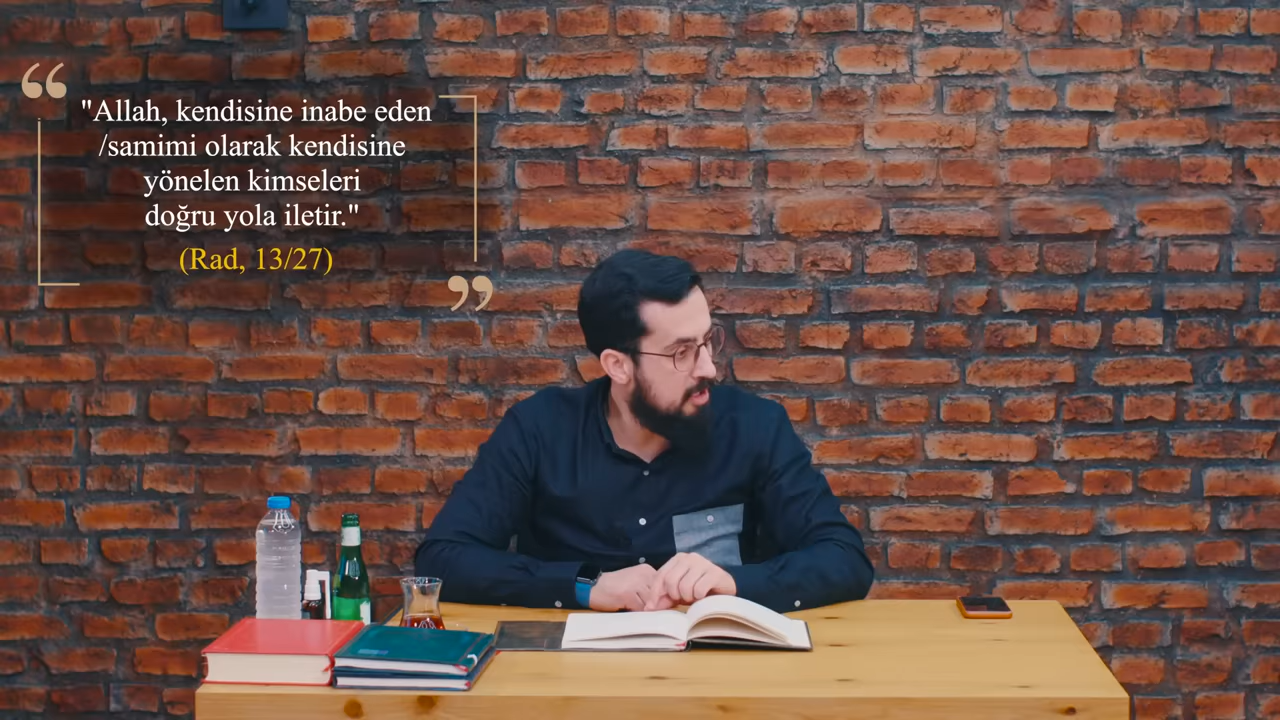 "Allah, kendisine inabe eden
/samimi olarak kendisine
yönelen kimseleri
doğru yola iletir."
(Rad, 13/27)